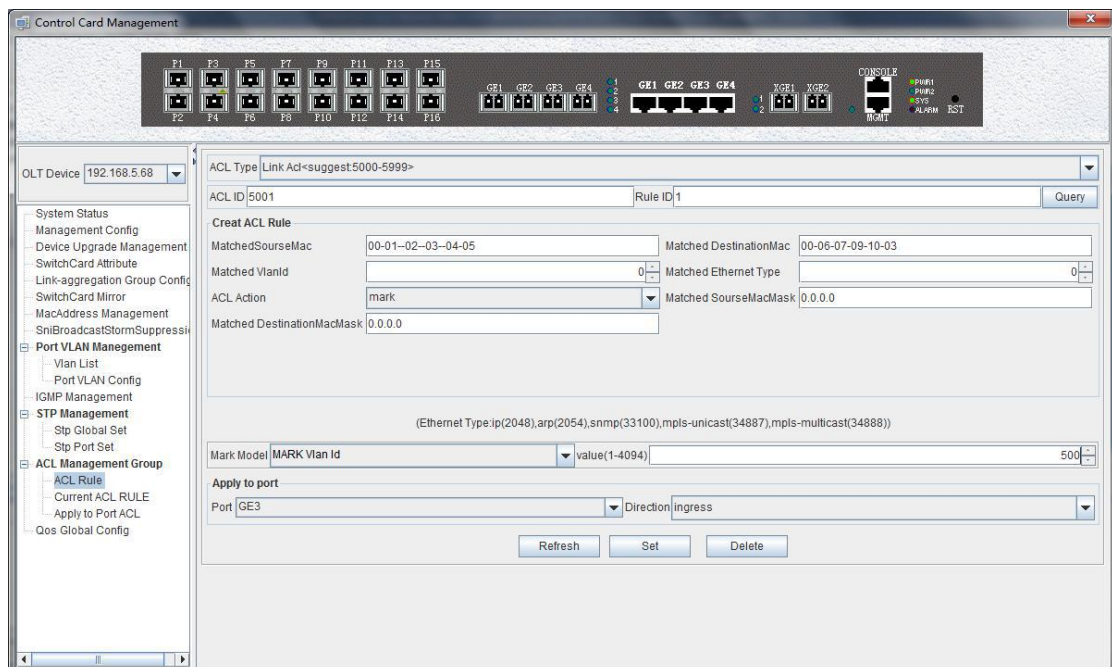 Control Card Management
P1 P3 P5 P7 P9 P11 P13 P15
P2 P4 P6 P8 P10 P12 P14 P16
GE1 GE2 GE3 GE4
1
2
3
4
GE1 GE2 GE3 GE4
1
2
XGE1 XGE2
CONSOLE
MGMT
PWR1
PWR2
SYS
ALARM
RST
OLT Device 192.168.5.68
System Status
Management Config
Device Upgrade Management
SwitchCard Attribute
Link-aggregation Group Config
SwitchCard Mirror
MacAddress Management
SniBroadcastStormSuppressi
Port VLAN Manegement
Vlan List
Port VLAN Config
IGMP Management
STP Management
Stp Global Set
Stp Port Set
ACL Management Group
ACL Rule
Current ACL RULE
Apply to Port ACL
Qos Global Config
ACL Type Link Acl<suggest:5000-5999>
ACL ID 5001 Rule ID 1 Query
Creat ACL Rule
MatchedSourseMac 00-01--02--03--04-05 Matched DestinationMac 00-06-07-09-10-03
Matched VlanId 0 Matched Ethernet Type 0
ACL Action mark Matched SourseMacMask 0.0.0.0
Matched DestinationMacMask 0.0.0.0
(Ethernet Type:ip(2048),arp(2054),snmp(33100),mpls-unicast(34887),mpls-multicast(34888))
Mark Model MARK Vlan Id value(1-4094) 500
Apply to port
Port GE3 Direction ingress
Refresh Set Delete